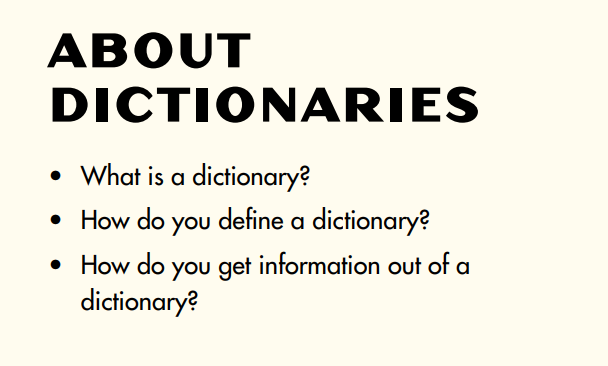 ABOUT
DICTIONARIES
• What is a dictionary?
• How do you define a dictionary?
• How do you get information out of a
dictionary?